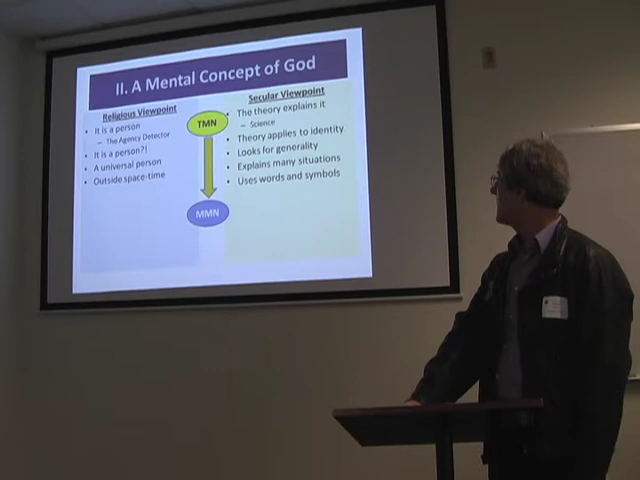 II. A Mental Concept of God
Religious Viewpoint
• It is a person
– The Agency Detector
• It is a person?!
• A universal person
• Outside space-time
TMN
MMN
Secular Viewpoint
• The theory explains it
– Science
• Theory applies to identity
• Looks for generality
• Explains many situations
• Uses words and symbols